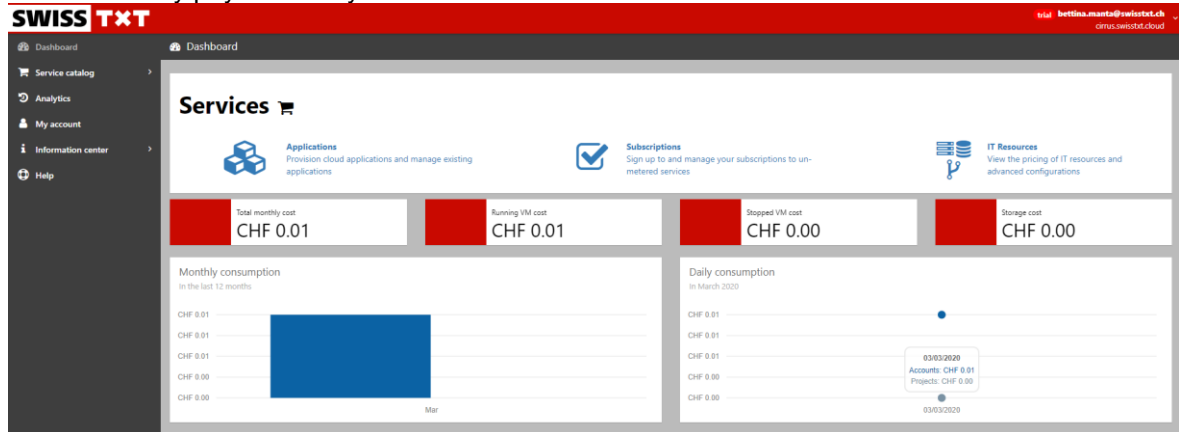 SWISS TXT
trial bettina.manta@swisstxt.ch
cirrus.swisstxt.cloud
Dashboard
Service catalog
Analytics
My account
Information center
Help
Dashboard
Services
Applications
Provision cloud applications and manage existing
applications
Subscriptions
Sign up to and manage your subscriptions to un-
metered services
IT Resources
View the pricing of IT resources and
advanced configurations
Total monthly cost
CHF 0.01
Running VM cost
CHF 0.01
Stopped VM cost
CHF 0.00
Storage cost
CHF 0.00
Monthly consumption
In the last 12 months
CHF 0.01
CHF 0.01
CHF 0.01
CHF 0.00
CHF 0.00
Mar
Daily consumption
In March 2020
CHF 0.01
CHF 0.01
CHF 0.01
CHF 0.00
CHF 0.00
03/03/2020
Accounts: CHF 0.01
Projects: CHF 0.00
03/03/2020